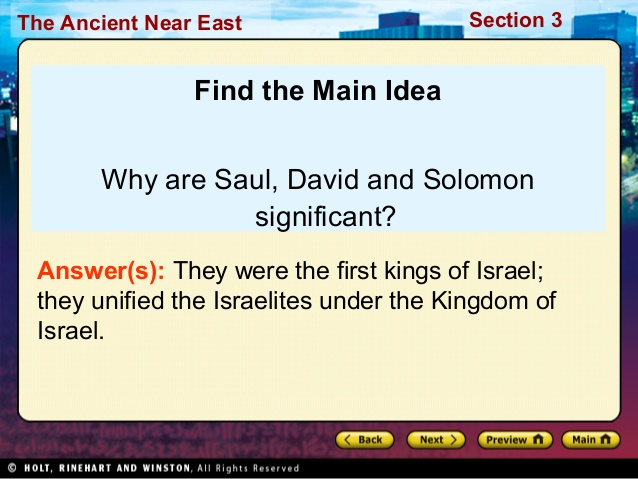 The Ancient Near East
Section 3
Find the Main Idea
Why are Saul, David and Solomon
significant?
Answer(s): They were the first kings of Israel;
they unified the Israelites under the Kingdom of
Israel.
< Back
Next >
Preview
Main
© HOLT, RINEHART AND WINSTON, All Rights Reserved